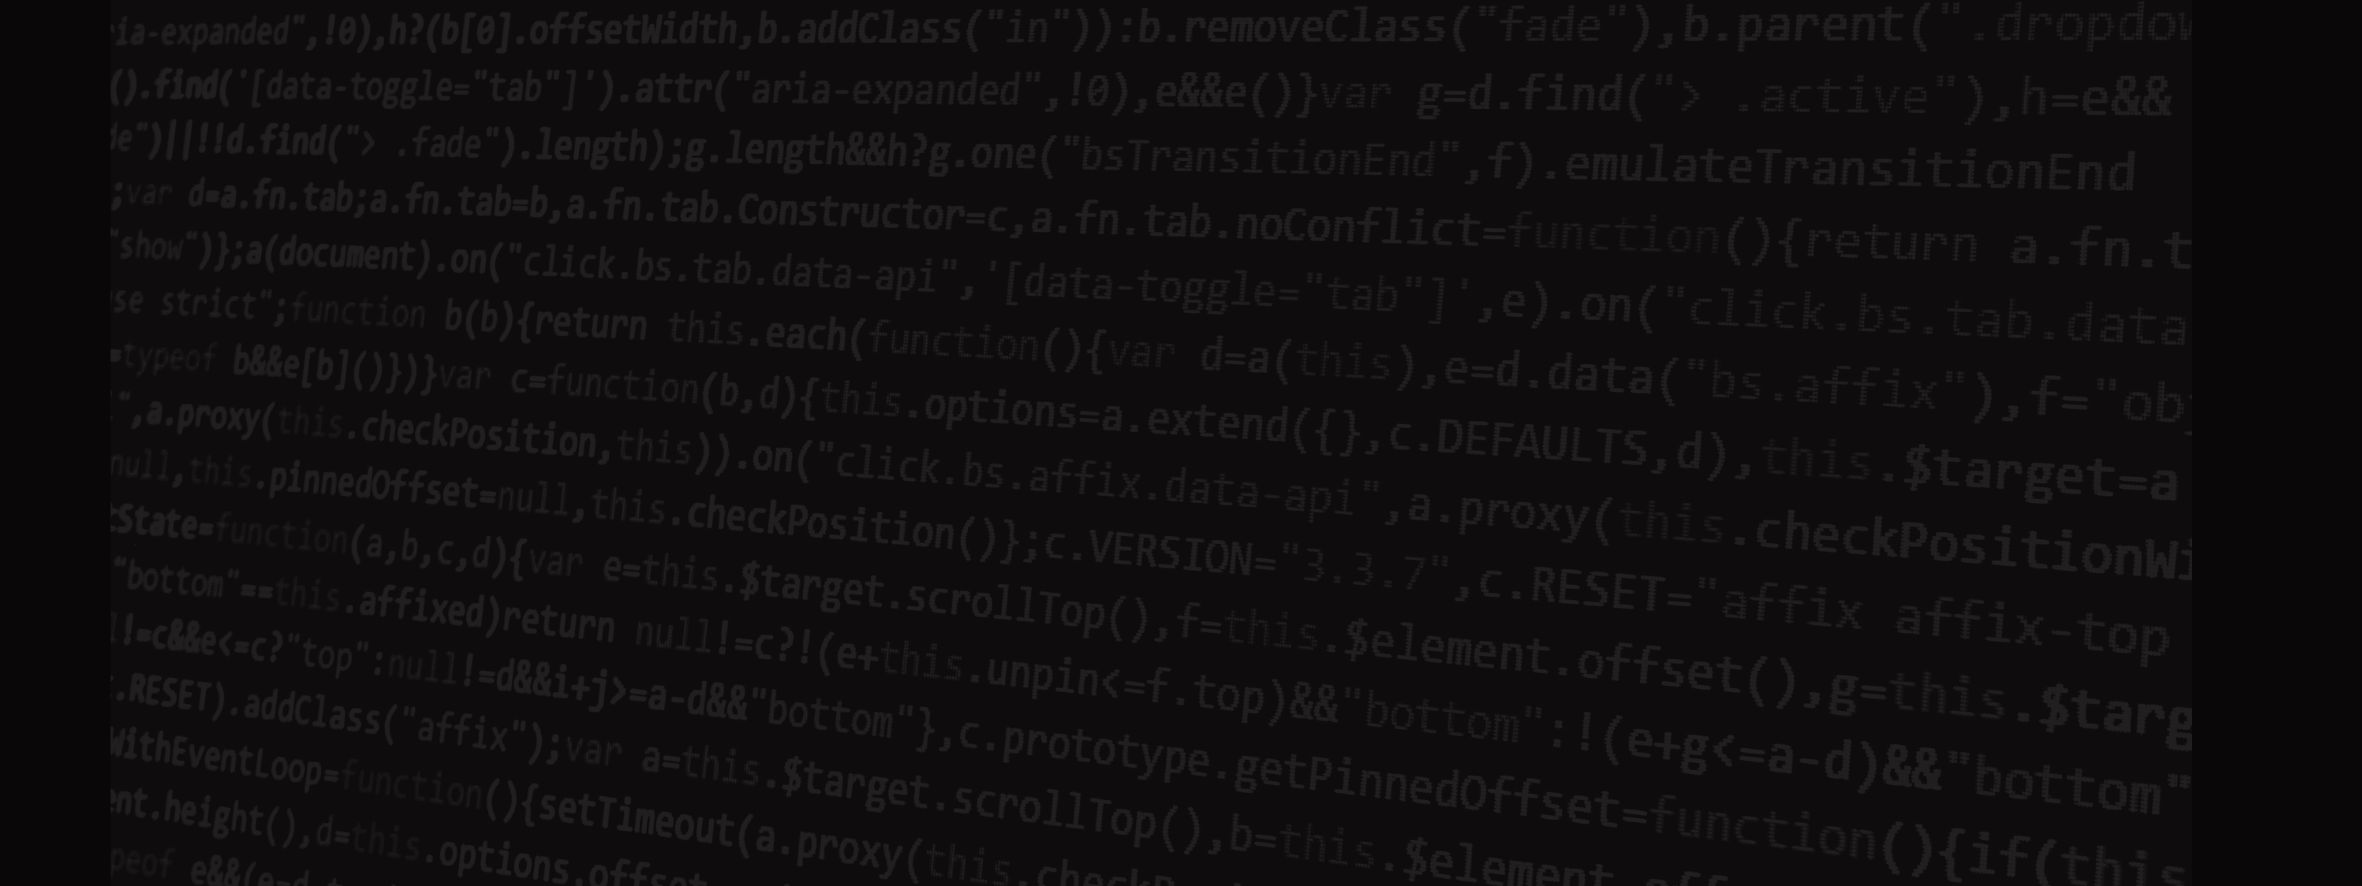 ia-expanded",!0),h?(b[0].offsetWidth,b.addClass("in")):b.removeClass("fade"),b.parent(".dropdow
().find('[data-toggle="tab"]').attr("aria-expanded",!0),e&&e()}var g=d.find("> .active"),h=e&&
de")||!!d.find("> .fade").length);g.length&&h?g.one("bsTransitionEnd",f).emulateTransitionEnd
;var d=a.fn.tab;a.fn.tab=b,a.fn.tab.Constructor=c,a.fn.tab.noConflict=function(){return a.fn.t
"show")};a(document).on("click.bs.tab.data-api",'[data-toggle="tab"]',e).on("click.bs.tab.data
se strict";function b(b){return this.each(function(){var d=a(this),e=d.data("bs.affix"),f="ob
=typeof b&&e[b]()})}var c=function(b,d){this.options=a.extend({},c.DEFAULTS,d),this.$target=a
",a.proxy(this.checkPosition,this)).on("click.bs.affix.data-api",a.proxy(this.checkPositionWi
null,this.pinnedOffset=null,this.checkPosition()};c.VERSION="3.3.7",c.RESET="affix affix-top
tState=function(a,b,c,d){var e=this.$target.scrollTop(),f=this.$element.offset(),g=this.$targ
"bottom"==this.affixed)return null!=c?!(e+this.unpin<=f.top)&&"bottom":!(e+g<=a-d)&&"bottom"
l!=c&&e<=c?"top":null!=d&&i+j>=a-d&&"bottom"},c.prototype.getPinnedOffset=function(){if(this
.RESET).addClass("affix");var a=this.$target.scrollTop(),b=this.$element.off
WithEventLoop=function(){setTimeout(a.proxy(this.checkP
ent.height(),d=this.options.offset
peof e&&(e=d.t